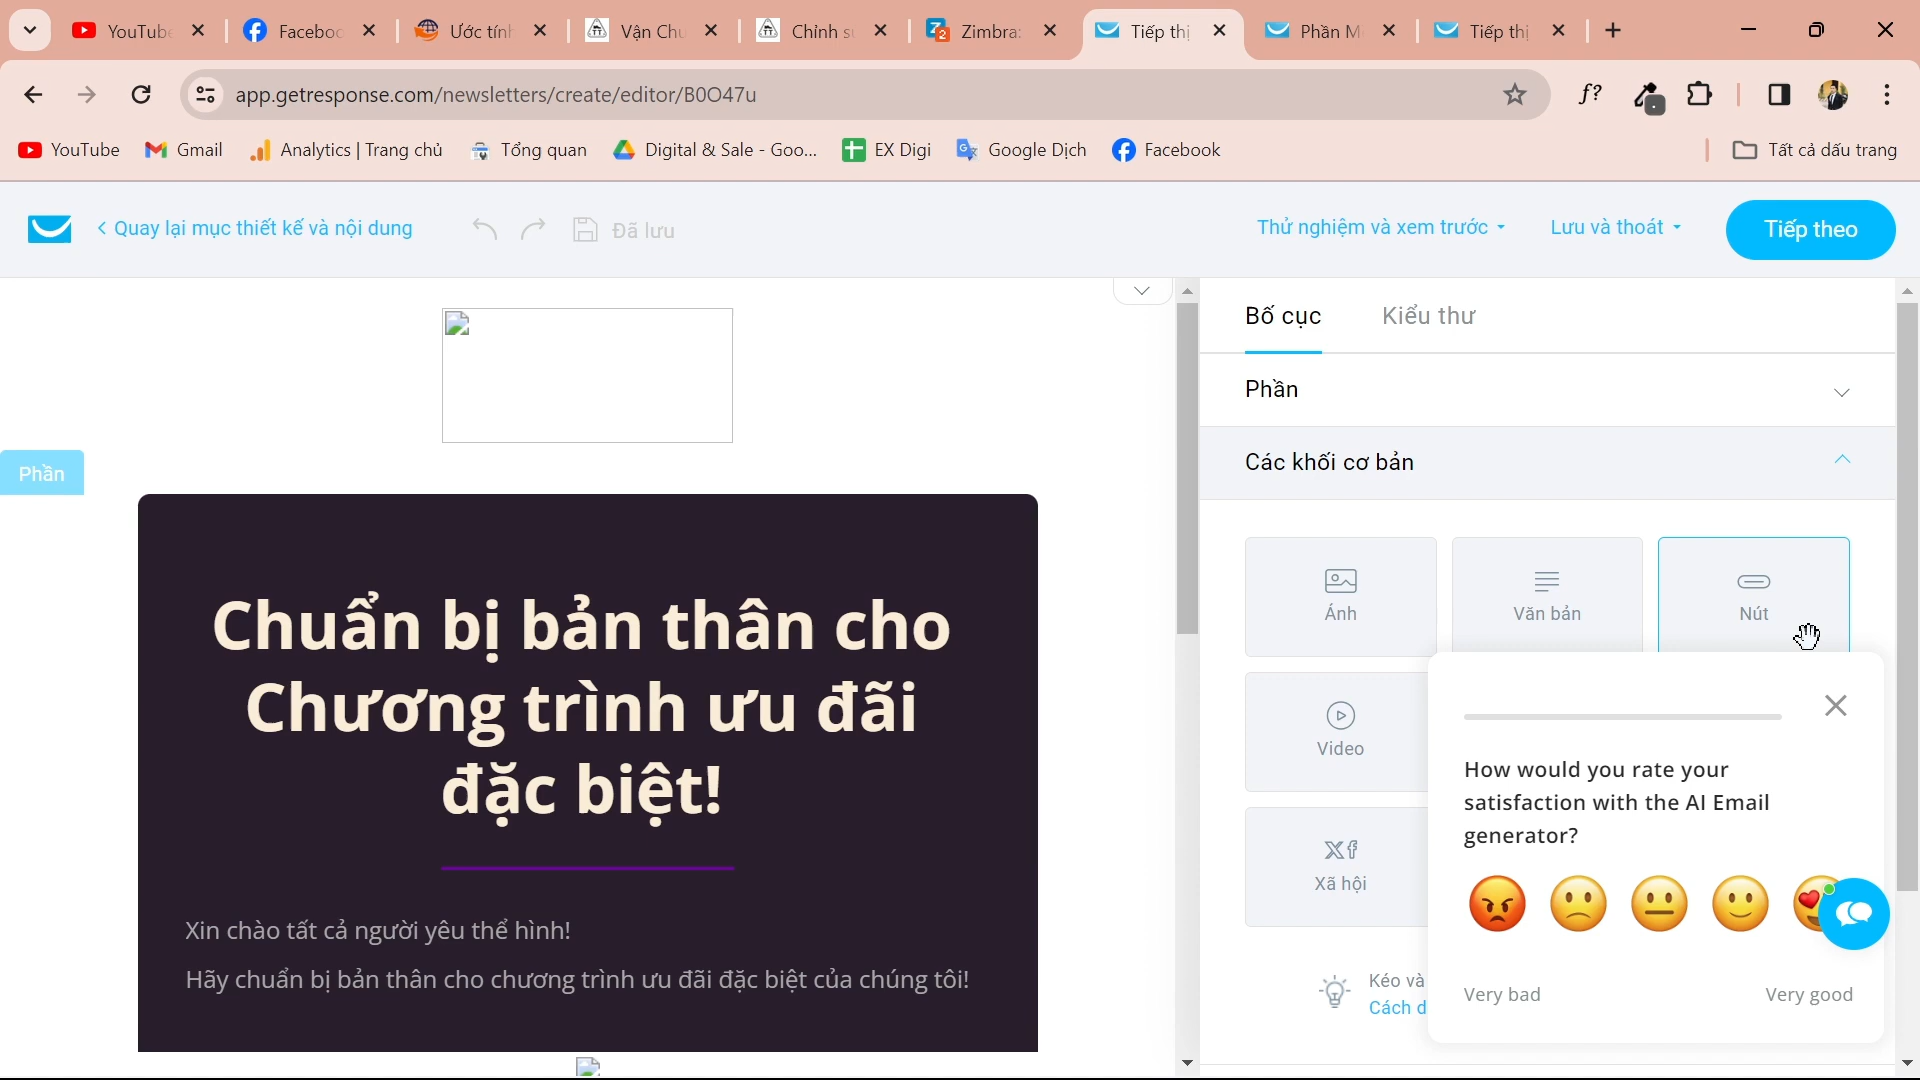 YouTube
Faceboo
Ước tính
Vận Chu
Chỉnh s
Zimbra:
Tiếp thị
Phần M
Tiếp thị
app.getresponse.com/newsletters/create/editor/B0O47u
f?
YouTube
Gmail
Analytics | Trang chủ
Tổng quan
Digital & Sale - Goo...
EX Digi
Google Dịch
Facebook
Tất cả dấu trang
Quay lại mục thiết kế và nội dung
Đã lưu
Thử nghiệm và xem trước
Lưu và thoát
Tiếp theo
Phần
Chuẩn bị bản thân cho
Chương trình ưu đãi
đặc biệt!
Xin chào tất cả người yêu thể hình!
Hãy chuẩn bị bản thân cho chương trình ưu đãi đặc biệt của chúng tôi!
Bố cục
Kiểu thư
Phần
Các khối cơ bản
Ảnh
Văn bản
Nút
Video
Xã hội
Kéo và
Cách d
How would you rate your
satisfaction with the AI Email
generator?
Very bad
Very good